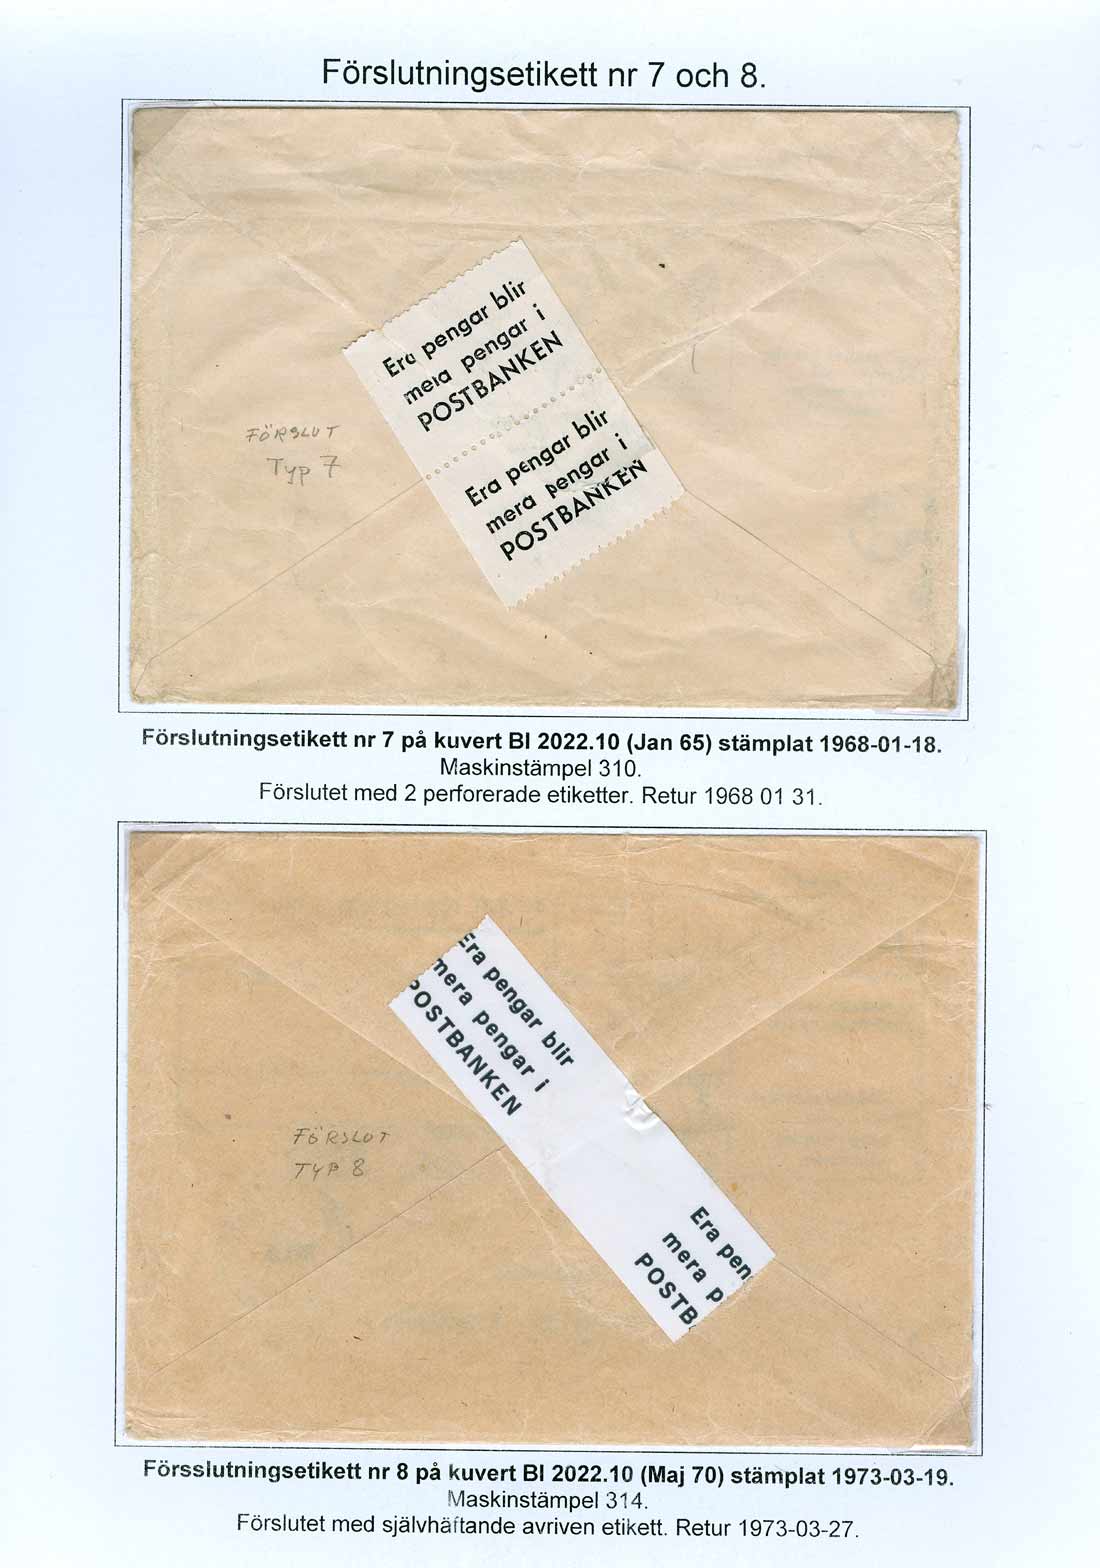 Förslutningsetikett nr 7 och 8.
Era pengar blir
mera pengar i
POSTBANKEN
Era pengar blir
mera pengar i
POSTBANKEN
FÖRSLUT
Typ 7
Förslutningsetikett nr 7 på kuvert Bl 2022.10 (Jan 65) stämplat 1968-01-18.
Maskinstämpel 310.
Förslutet med 2 perforerade etiketter. Retur 1968 01 31.
Era pengar blir
mera pengar i
POSTBANKEN
Era pen
mera p
POSTB
FÖRSLUT
TYP 8
Försslutningsetikett nr 8 på kuvert Bl 2022.10 (Maj 70) stämplat 1973-03-19.
Maskinstämpel 314.
Förslutet med självhäftande avriven etikett. Retur 1973-03-27.